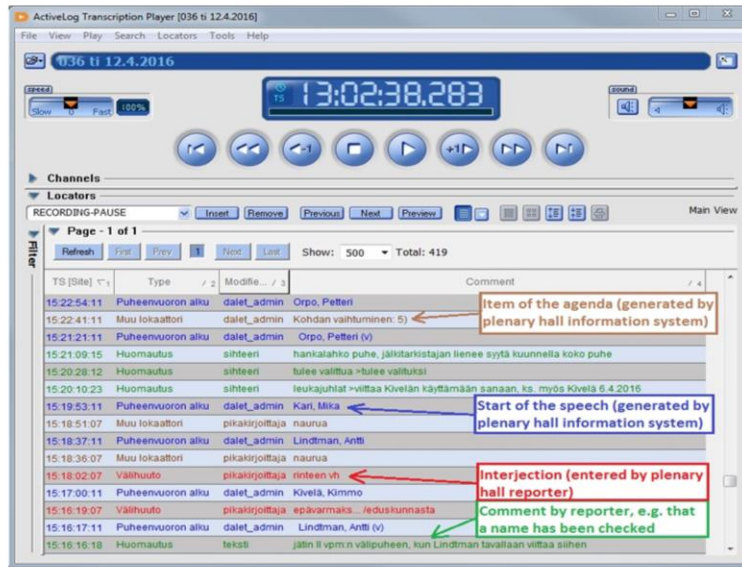 ActiveLog Transcription Player [036 ti 12.4.2016]
File View Play Search Locators Tools Help
036 ti 12.4.2016
speed
Slow 0 Fast 100%
TS 13:02:38.283
sound
-1 +1
Channels
Locators
RECORDING-PAUSE Insert Remove Previous Next Preview Main View
Filter
Page - 1 of 1
Refresh First Prev 1 Next Last Show: 500 Total: 419
TS [Site] 1 Type / 2 Modifie... / 3 Comment / 4
15:22:54:11 Puheenvuoron alku dalet_admin Orpo, Petteri
15:22:41:11 Muu lokaattori dalet_admin Kohdan vaihtuminen: 5)
Item of the agenda (generated by
plenary hall information system)
15:21:21:11 Puheenvuoron alku dalet_admin Orpo, Petteri (v)
15:21:09:15 Huomautus sihteeri hankalahko puhe, jälkitarkistajan lienee syytä kuunnella koko puhe
15:20:28:12 Huomautus sihteeri tulee valittua >tulee valituksi
15:20:10:23 Huomautus sihteeri leukajuhlat >viittaa Kivelän käyttämään sanaan, ks. myös Kivelä 6.4.2016
15:19:53:11 Puheenvuoron alku dalet_admin Kari, Mika
Start of the speech (generated by
plenary hall information system)
15:18:51:07 Muu lokaattori pikakirjoittaja naurua
15:18:37:11 Puheenvuoron alku dalet_admin Lindtman, Antti
15:18:36:07 Muu lokaattori pikakirjoittaja naurua
15:18:02:07 Välihuuto pikakirjoittaja rinteen vh
Interjection (entered by plenary
hall reporter)
15:17:00:11 Puheenvuoron alku dalet_admin Kivelä, Kimmo
15:16:19:07 Välihuuto pikakirjoittaja epävarmaks... /eduskunnasta
15:16:17:11 Puheenvuoron alku dalet_admin Lindtman, Antti (v)
Comment by reporter, e.g. that
a name has been checked
15:16:16:18 Huomautus teksti jätin II vpm:n välipuheen, kun Lindtman tavallaan viittaa siihen